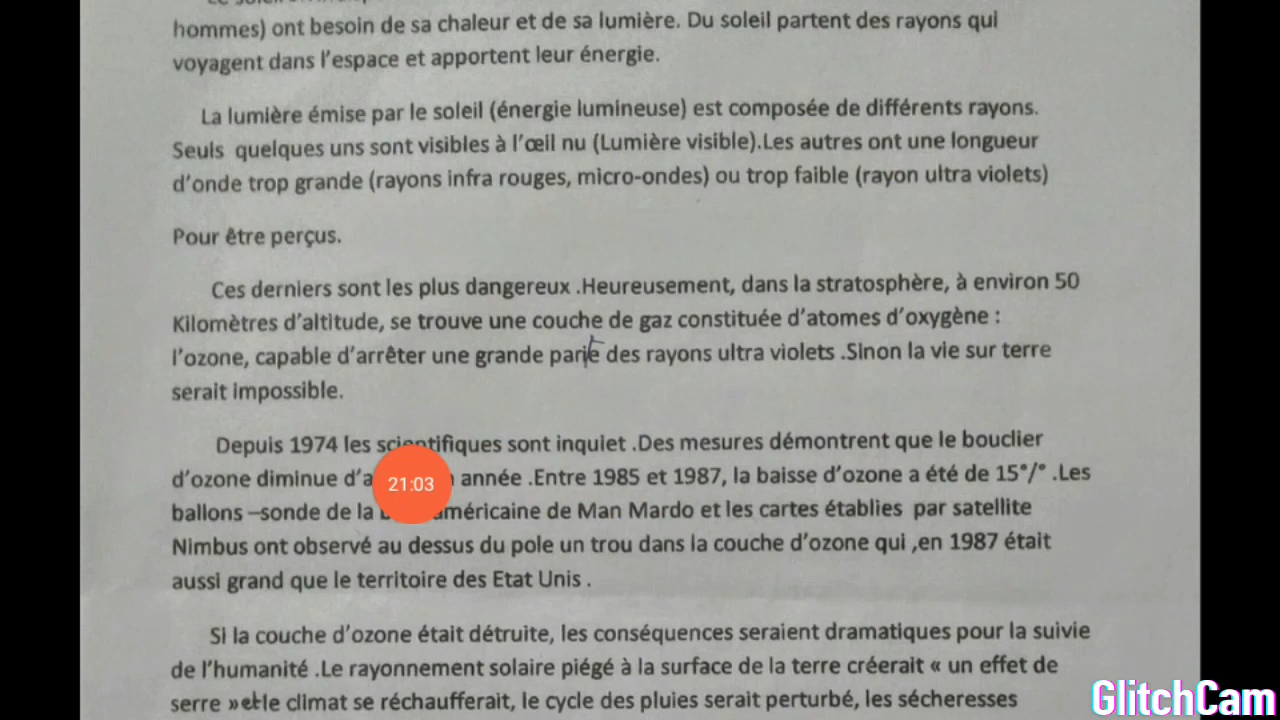 hommes) ont besoin de sa chaleur et de sa lumière. Du soleil partent des rayons qui
voyagent dans l'espace et apportent leur énergie.
La lumière émise par le soleil (énergie lumineuse) est composée de différents rayons.
Seuls quelques uns sont visibles à l'œil nu (Lumière visible).Les autres ont une longueur
d'onde trop grande (rayons infra rouges, micro-ondes) ou trop faible (rayon ultra violets)
Pour être perçus.
Ces derniers sont les plus dangereux .Heureusement, dans la stratosphère, à environ 50
Kilomètres d'altitude, se trouve une couche de gaz constituée d'atomes d'oxygène :
l'ozone, capable d'arrêter une grande partie des rayons ultra violets .Sinon la vie sur terre
serait impossible.
Depuis 1974 les scientifiques sont inquiet .Des mesures démontrent que le bouclier
d'ozone diminue année .Entre 1985 et 1987, la baisse d'ozone a été de 15°/° .Les
21:03
ballons –sonde de la américaine de Man Mardo et les cartes établies par satellite
Nimbus ont observé au dessus du pole un trou dans la couche d'ozone qui ,en 1987 était
aussi grand que le territoire des Etat Unis .
Si la couche d'ozone était détruite, les conséquences seraient dramatiques pour la suivie
de l'humanité .Le rayonnement solaire piégé à la surface de la terre créerait « un effet de
serre » et le climat se réchaufferait, le cycle des pluies serait perturbé, les sécheresses
GlitchCam